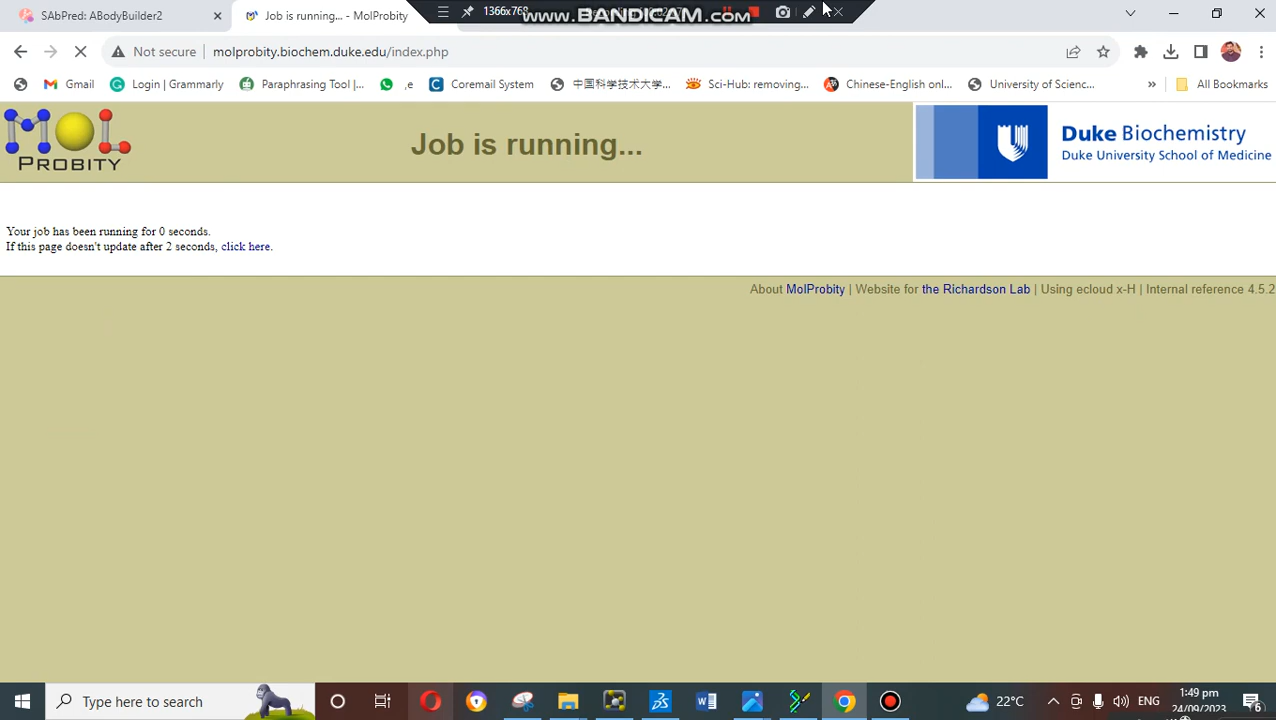 SAbPred: ABodyBuilder2
Job is running... - MolProbity
1366x768
www.BANDICAM.com
Not secure
molprobity.biochem.duke.edu/index.php
Gmail
Login | Grammarly
Paraphrasing Tool |...
,e
Coremail System
中国科学技术大学...
Sci-Hub: removing...
Chinese-English onl...
University of Scienc...
»
All Bookmarks
MOL
PROBITY
Job is running...
Duke Biochemistry
Duke University School of Medicine
Your job has been running for 0 seconds.
If this page doesn't update after 2 seconds, click here.
About MolProbity | Website for the Richardson Lab | Using ecloud x-H | Internal reference 4.5.2
Type here to search
22°C
ENG
1:49 pm
24/09/2023
6